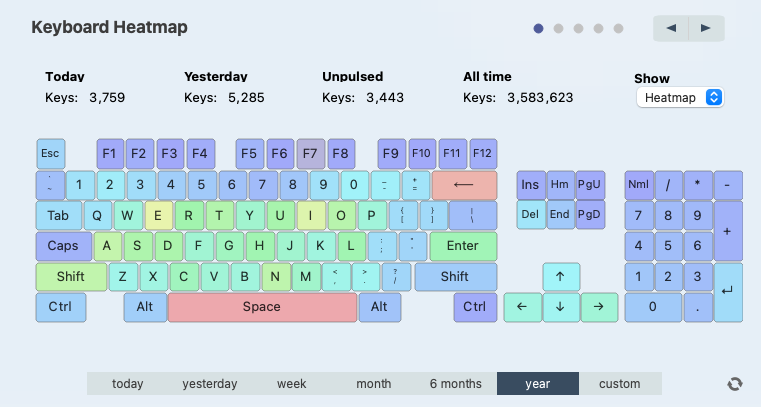 Keyboard Heatmap
Today Yesterday Unpulsed All time Show
Keys: 3,759 Keys: 5,285 Keys: 3,443 Keys: 3,583,623 Heatmap
Esc F1 F2 F3 F4 F5 F6 F7 F8 F9 F10 F11 F12
` ~ 1 2 3 4 5 6 7 8 9 0 - _ = + ⟵ Ins Hm PgU Nml / * -
Tab Q W E R T Y U I O P [ { ] } | \ Del End PgD 7 8 9 +
Caps A S D F G H J K L ; : " ' Enter 4 5 6
Shift Z X C V B N M < , > . ? / Shift ↑ 1 2 3 ↵
Ctrl Alt Space Alt Ctrl ← ↓ → 0 .
today yesterday week month 6 months year custom